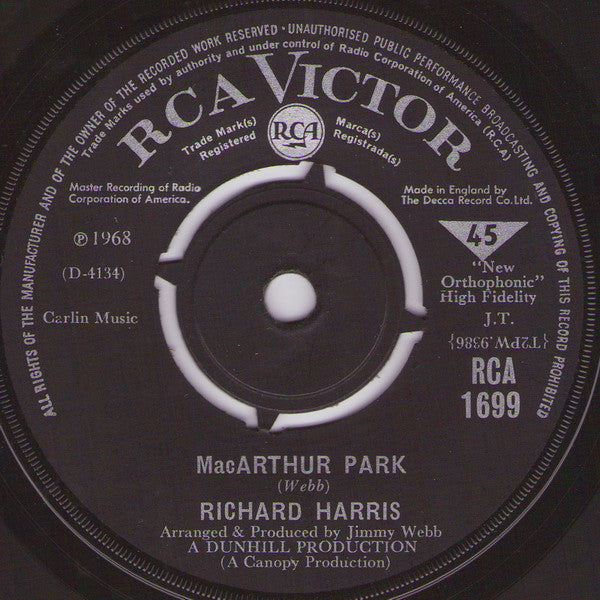 ALL RIGHTS OF THE MANUFACTURER AND OF THE OWNER OF THE RECORDED WORK RESERVED • UNAUTHORISED PUBLIC PERFORMANCE BROADCASTING AND COPYING OF THIS RECORD PROHIBITED
Trade Marks used by authority and under control of Radio Corporation of America (R.C.A)
RCA VICTOR
Trade Mark(s)
Registered
RCA
Marca(s)
Registrada(s)
Master Recording of Radio
Corporation of America.
Made in England by
The Decca Record Co. Ltd.
℗ 1968
(D-4134)
Carlin Music
45
"New
Orthophonic"
High Fidelity
J.T.
{T2PW.9386}
RCA
1699
MacARTHUR PARK
(Webb)
RICHARD HARRIS
Arranged & Produced by Jimmy Webb
A DUNHILL PRODUCTION
(A Canopy Production)